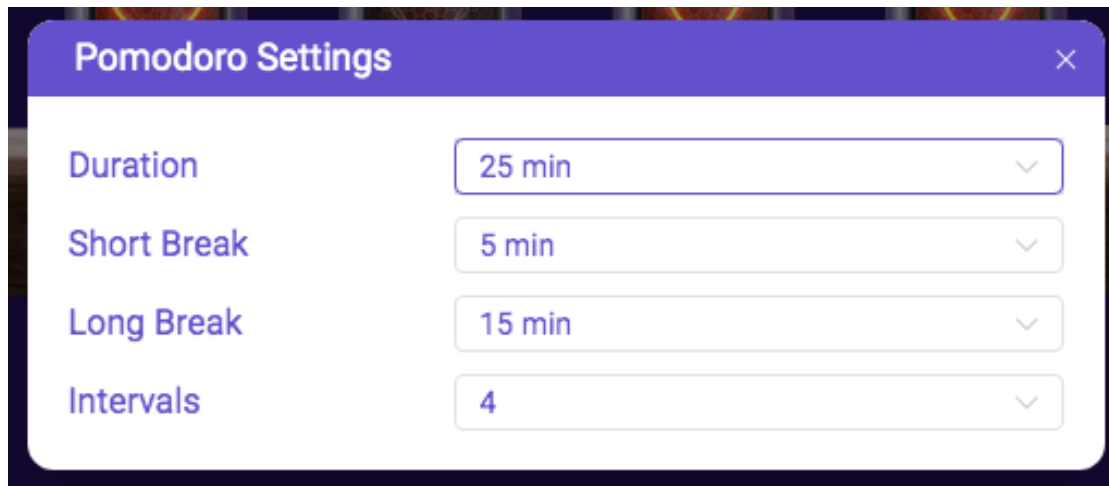 Pomodoro Settings
Duration 25 min
Short Break 5 min
Long Break 15 min
Intervals 4